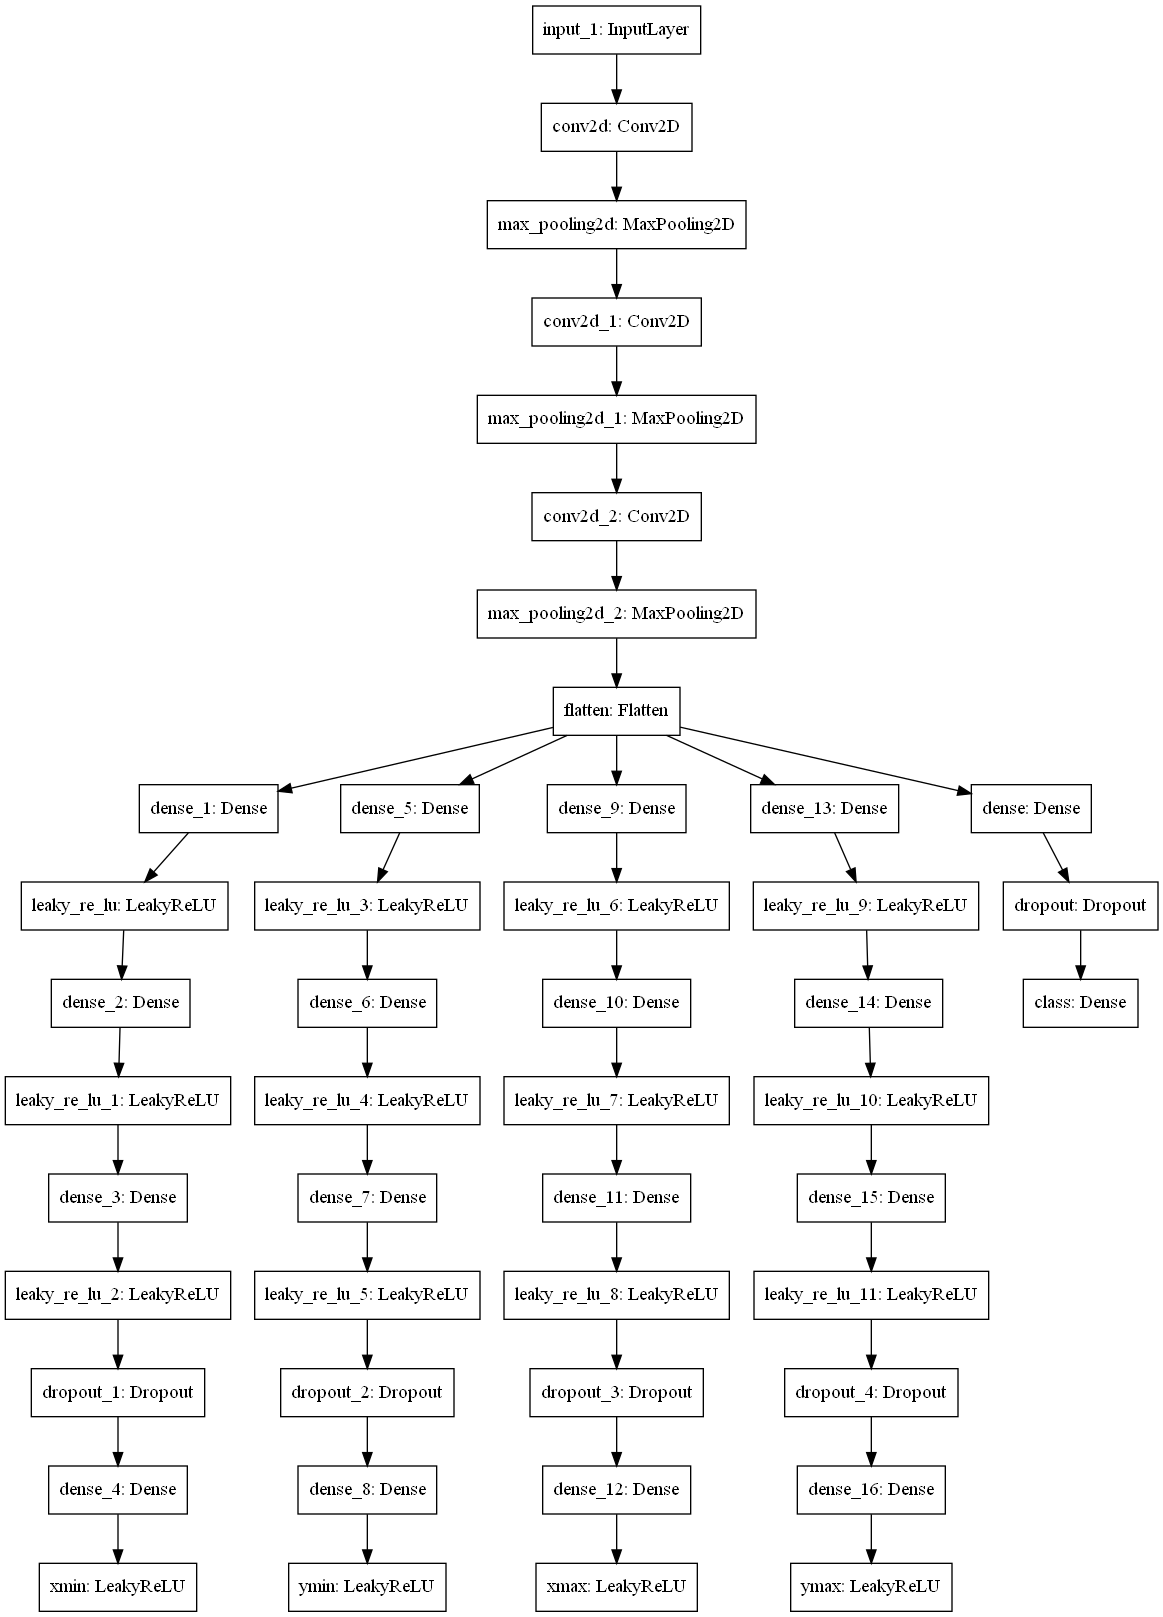 input_1: InputLayer
conv2d: Conv2D
max_pooling2d: MaxPooling2D
conv2d_1: Conv2D
max_pooling2d_1: MaxPooling2D
conv2d_2: Conv2D
max_pooling2d_2: MaxPooling2D
flatten: Flatten
dense_1: Dense
dense_5: Dense
dense_9: Dense
dense_13: Dense
dense: Dense
leaky_re_lu: LeakyReLU
leaky_re_lu_3: LeakyReLU
leaky_re_lu_6: LeakyReLU
leaky_re_lu_9: LeakyReLU
dropout: Dropout
dense_2: Dense
dense_6: Dense
dense_10: Dense
dense_14: Dense
class: Dense
leaky_re_lu_1: LeakyReLU
leaky_re_lu_4: LeakyReLU
leaky_re_lu_7: LeakyReLU
leaky_re_lu_10: LeakyReLU
dense_3: Dense
dense_7: Dense
dense_11: Dense
dense_15: Dense
leaky_re_lu_2: LeakyReLU
leaky_re_lu_5: LeakyReLU
leaky_re_lu_8: LeakyReLU
leaky_re_lu_11: LeakyReLU
dropout_1: Dropout
dropout_2: Dropout
dropout_3: Dropout
dropout_4: Dropout
dense_4: Dense
dense_8: Dense
dense_12: Dense
dense_16: Dense
xmin: LeakyReLU
ymin: LeakyReLU
xmax: LeakyReLU
ymax: LeakyReLU